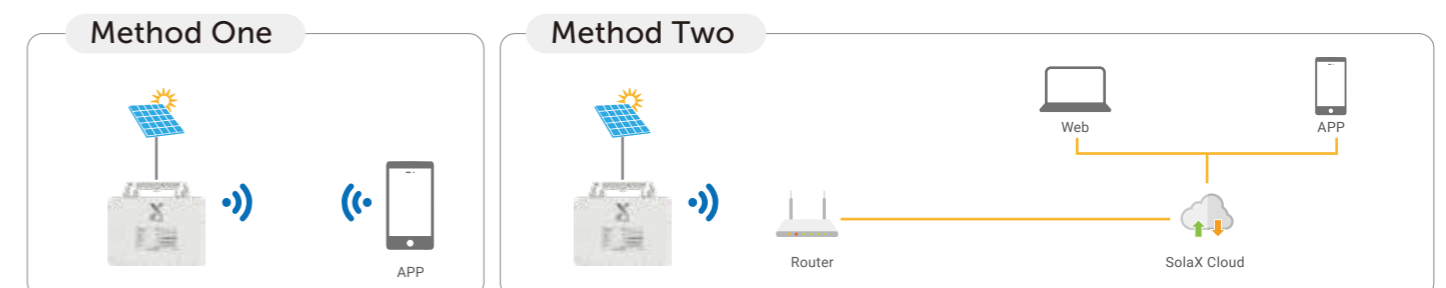 Method One
Method Two
APP
Web
APP
Router
SolaX Cloud